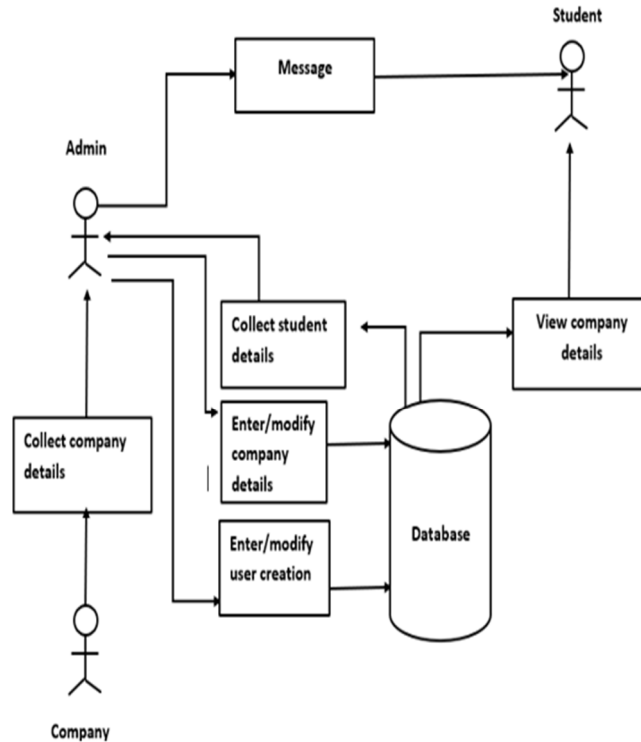 Student
Message
Admin
Collect student
details
View company
details
Collect company
details
Enter/modify
company
details
Database
Enter/modify
user creation
Company